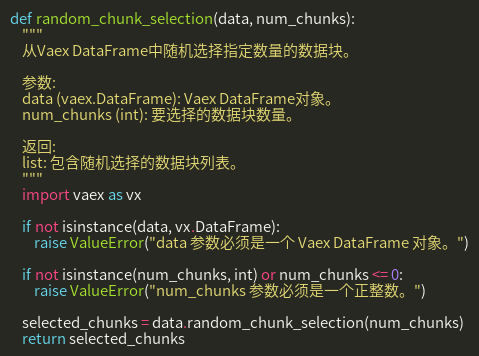 def random_chunk_selection(data, num_chunks):
    """
    从Vaex DataFrame中随机选择指定数量的数据块。

    参数:
    data (vaex.DataFrame): Vaex DataFrame对象。
    num_chunks (int): 要选择的数据块数量。

    返回:
    list: 包含随机选择的数据块列表。
    """
    import vaex as vx

    if not isinstance(data, vx.DataFrame):
        raise ValueError("data 参数必须是一个 Vaex DataFrame 对象。")

    if not isinstance(num_chunks, int) or num_chunks <= 0:
        raise ValueError("num_chunks 参数必须是一个正整数。")

    selected_chunks = data.random_chunk_selection(num_chunks)
    return selected_chunks